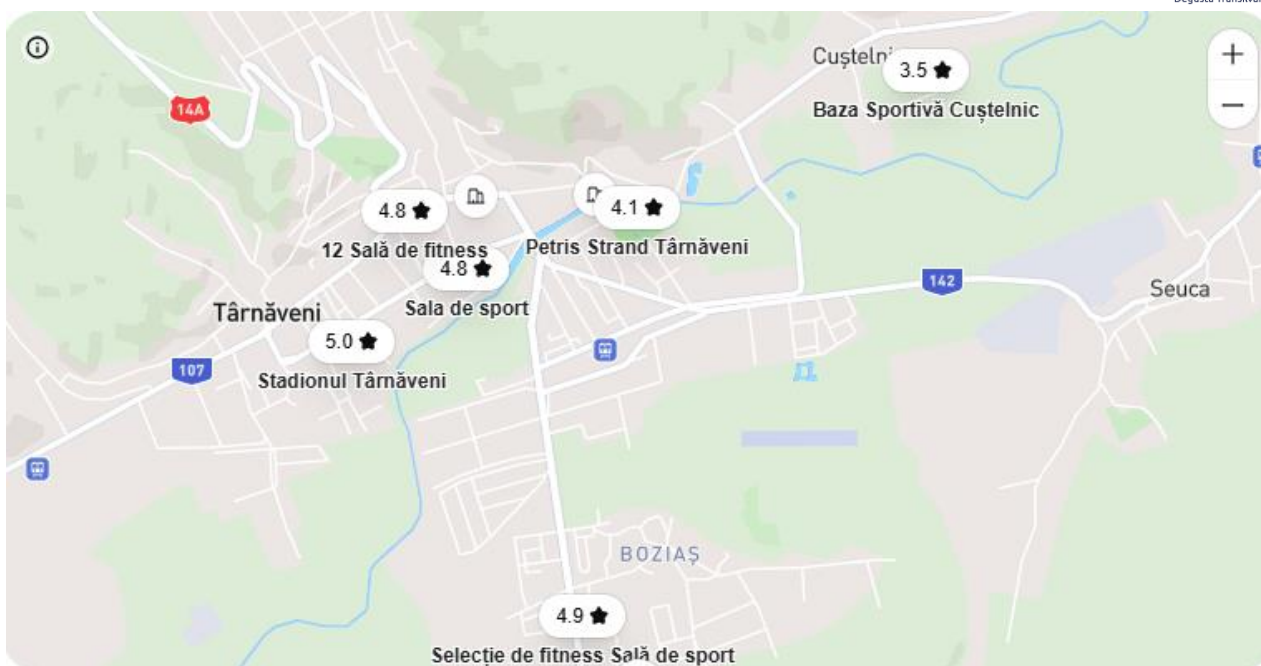 Degustă Transilvan
Cuștelni
3.5
Baza Sportivă Cuștelnic
14A
4.8
12 Sală de fitness
4.1
Petris Strand Târnăveni
4.8
Sala de sport
142
Seuca
Târnăveni
5.0
Stadionul Târnăveni
107
BOZIAȘ
4.9
Selecție de fitness Sală de sport